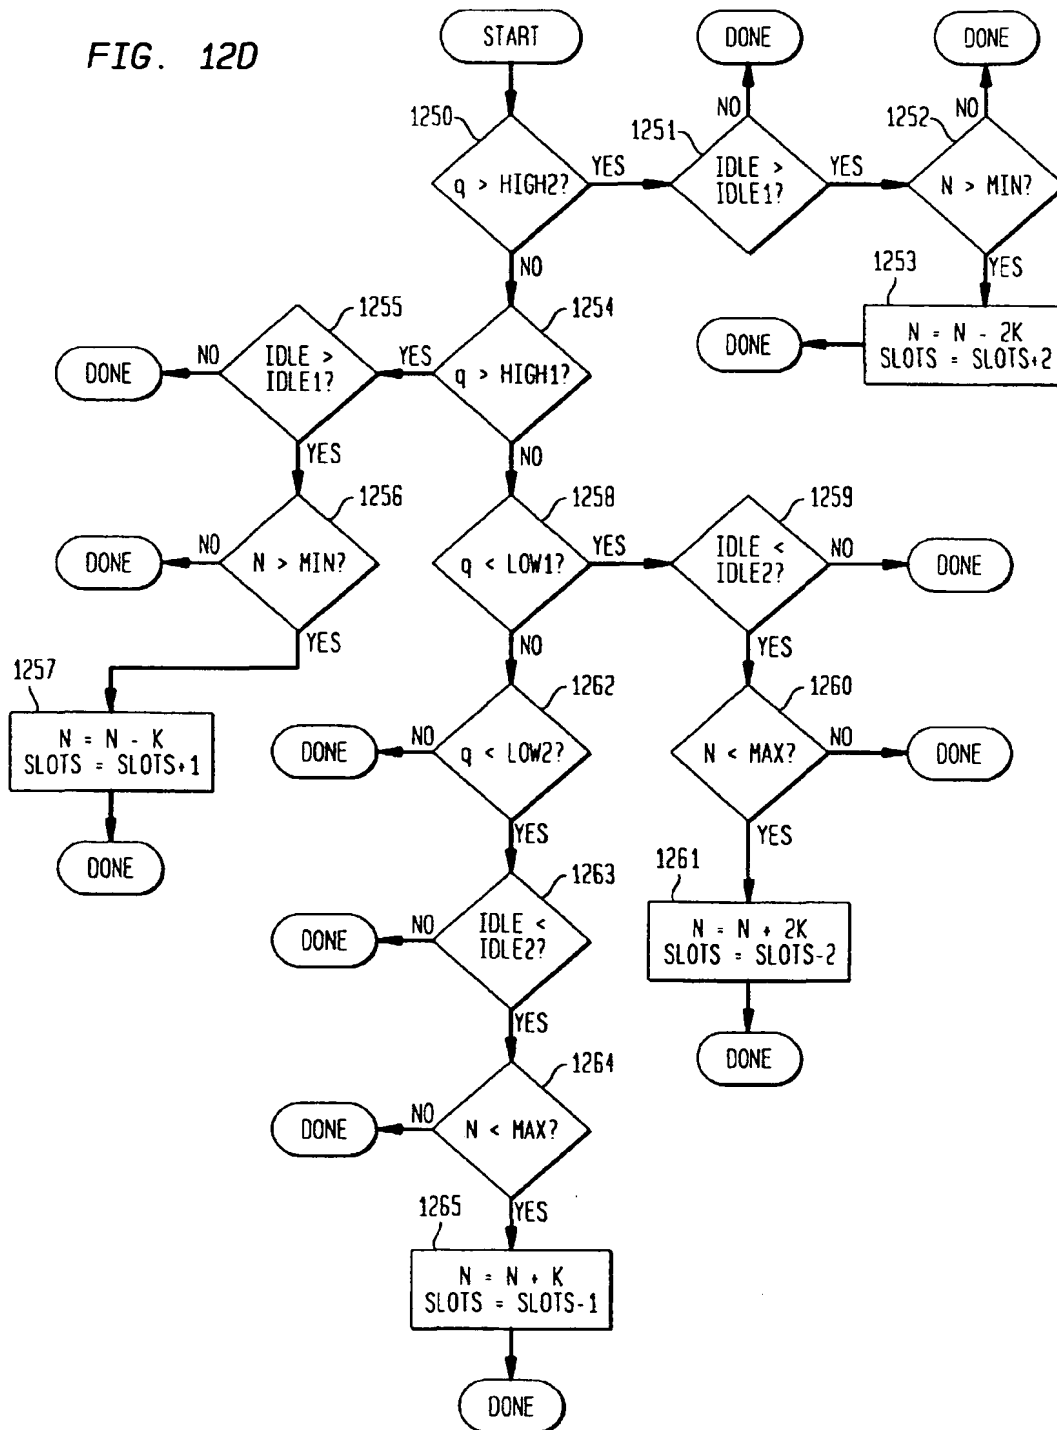 FIG. 12D
START
DONE
DONE
1250
q > HIGH2?
YES
NO
1251
IDLE >
IDLE1?
NO
YES
1252
N > MIN?
NO
YES
1253
N = N - 2K
SLOTS = SLOTS+2
DONE
1254
q > HIGH1?
YES
NO
1255
IDLE >
IDLE1?
NO
DONE
YES
1256
N > MIN?
NO
DONE
YES
1257
N = N - K
SLOTS = SLOTS+1
DONE
1258
q < LOW1?
YES
NO
1259
IDLE <
IDLE2?
NO
DONE
YES
1260
N < MAX?
NO
DONE
YES
1261
N = N + 2K
SLOTS = SLOTS-2
DONE
1262
q < LOW2?
NO
DONE
YES
1263
IDLE <
IDLE2?
NO
DONE
YES
1264
N < MAX?
NO
DONE
YES
1265
N = N + K
SLOTS = SLOTS-1
DONE